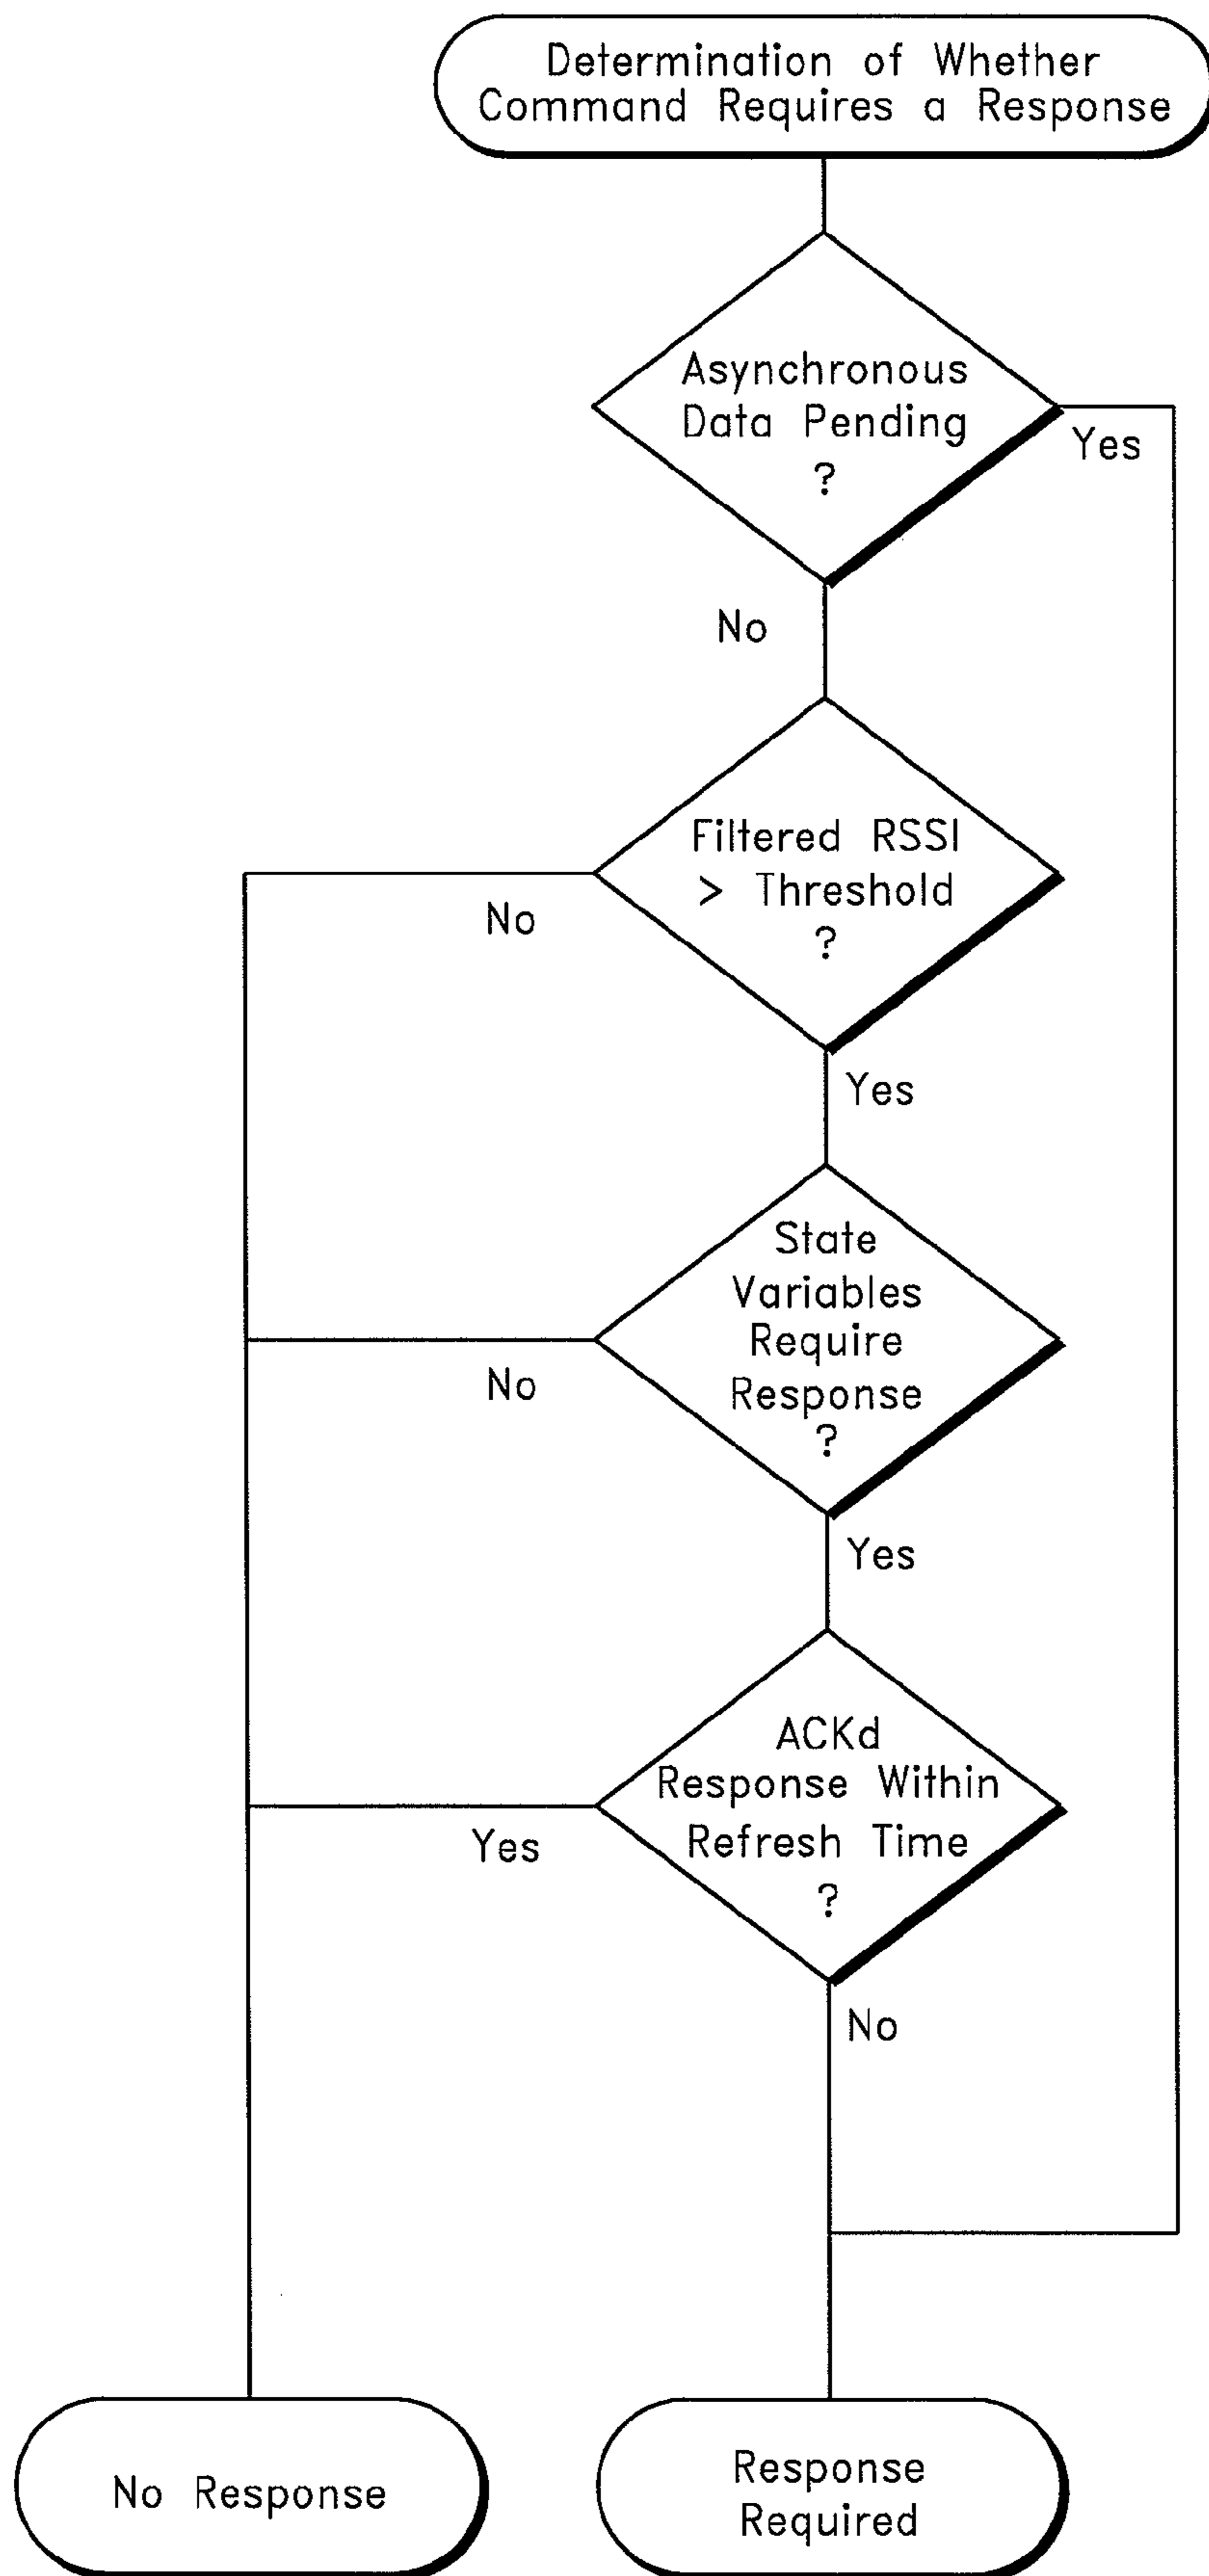 Determination of Whether
Command Requires a Response
Asynchronous
Data Pending
?
Yes
No
Filtered RSSI
> Threshold
?
No
Yes
State
Variables
Require
Response
?
No
Yes
ACKd
Response Within
Refresh Time
?
Yes
No
No Response
Response
Required